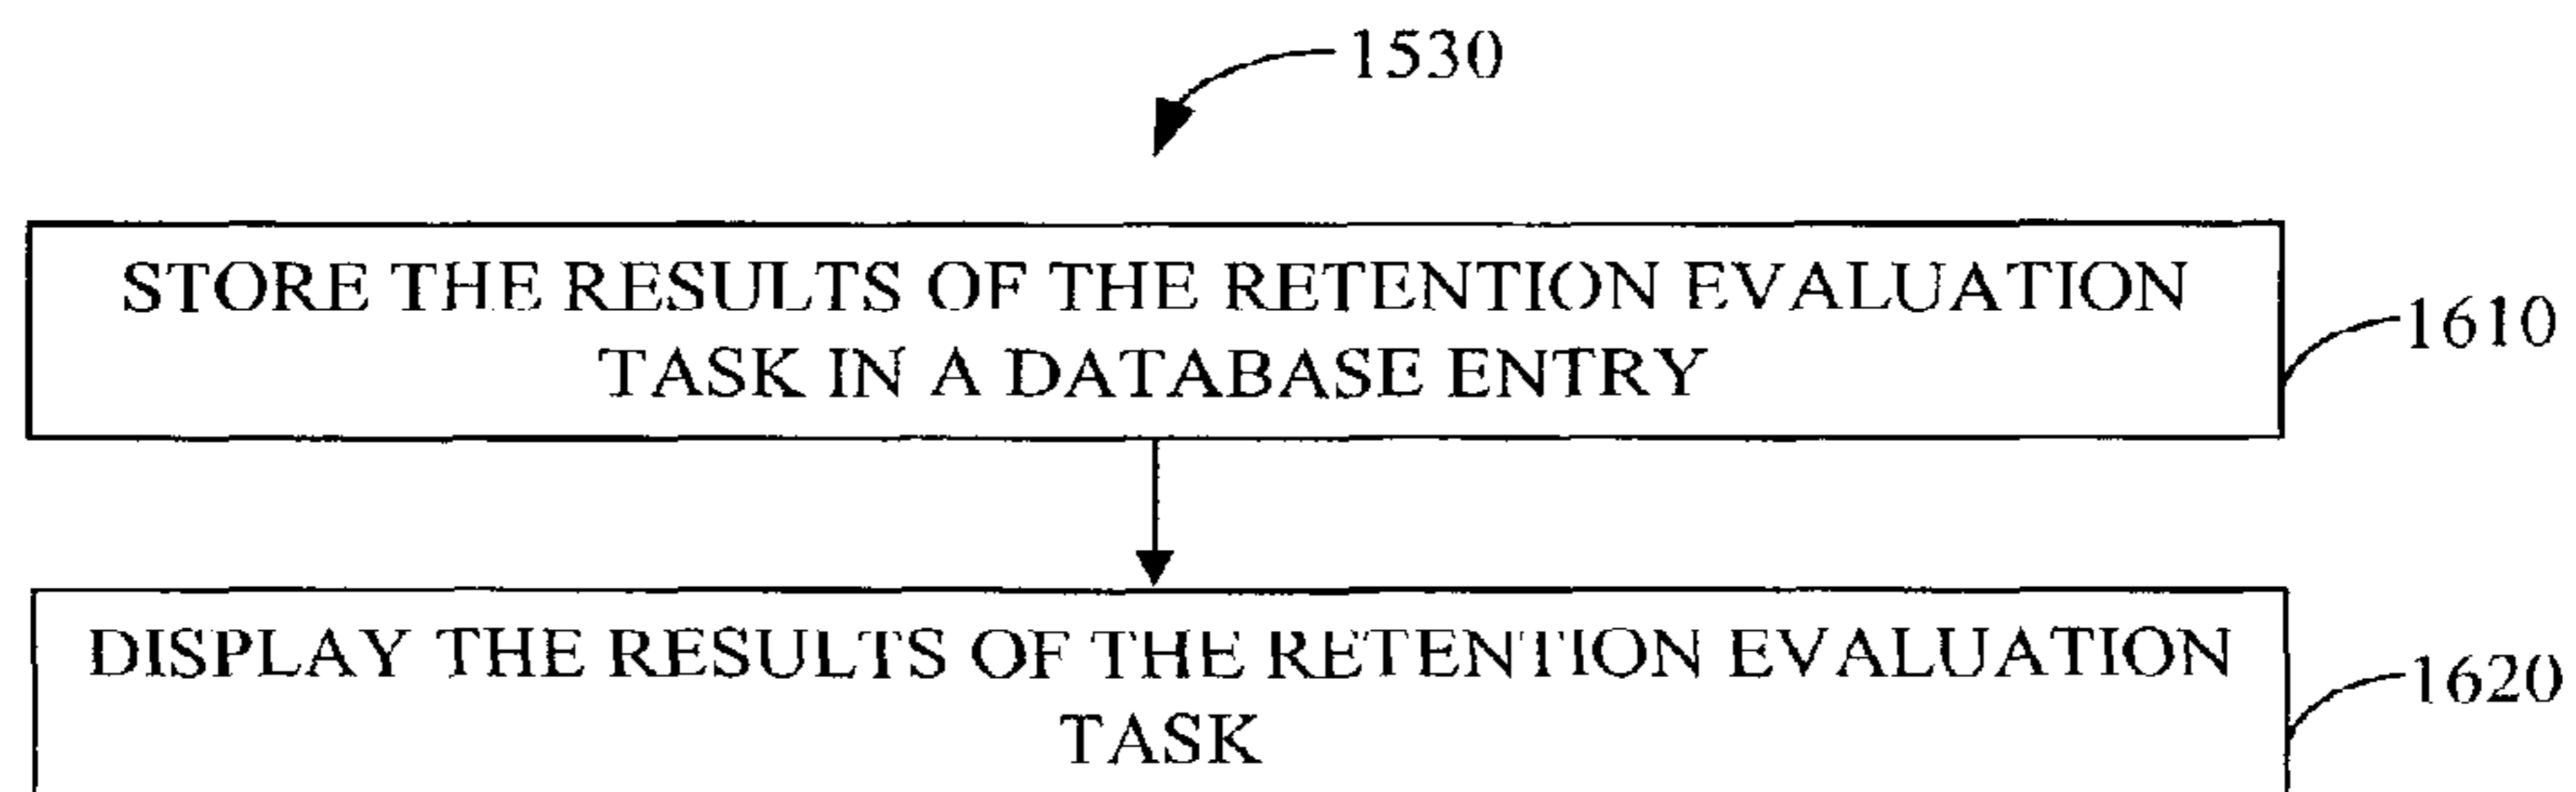 1530
STORE THE RESULTS OF THE RETENTION EVALUATION
TASK IN A DATABASE ENTRY
1610
DISPLAY THE RESULTS OF THE RETENTION EVALUATION
TASK
1620